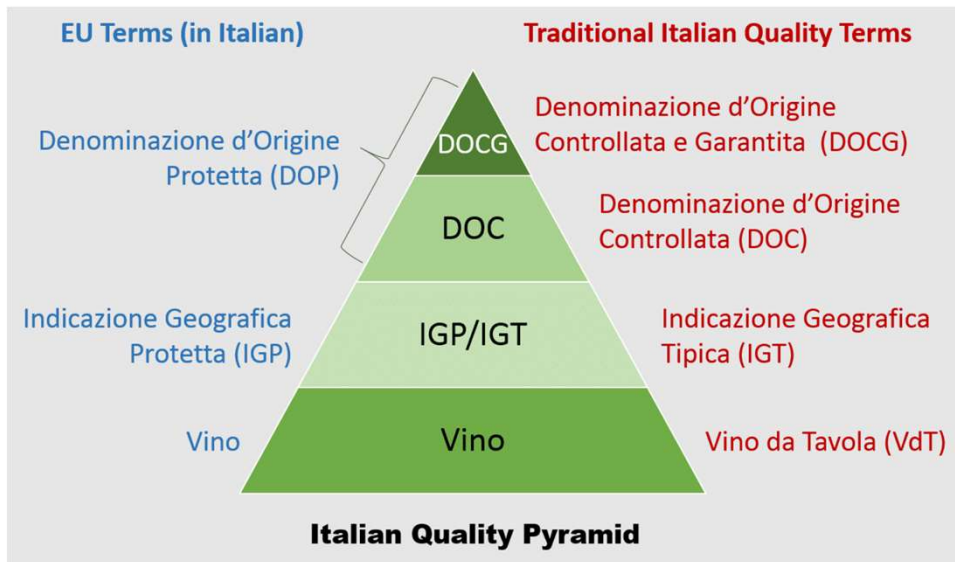 EU Terms (in Italian)
Traditional Italian Quality Terms
Denominazione d’Origine
Protetta (DOP)
DOCG
Denominazione d’Origine
Controllata e Garantita (DOCG)
DOC
Denominazione d’Origine
Controllata (DOC)
Indicazione Geografica
Protetta (IGP)
IGP/IGT
Indicazione Geografica
Tipica (IGT)
Vino
Vino
Vino da Tavola (VdT)
Italian Quality Pyramid